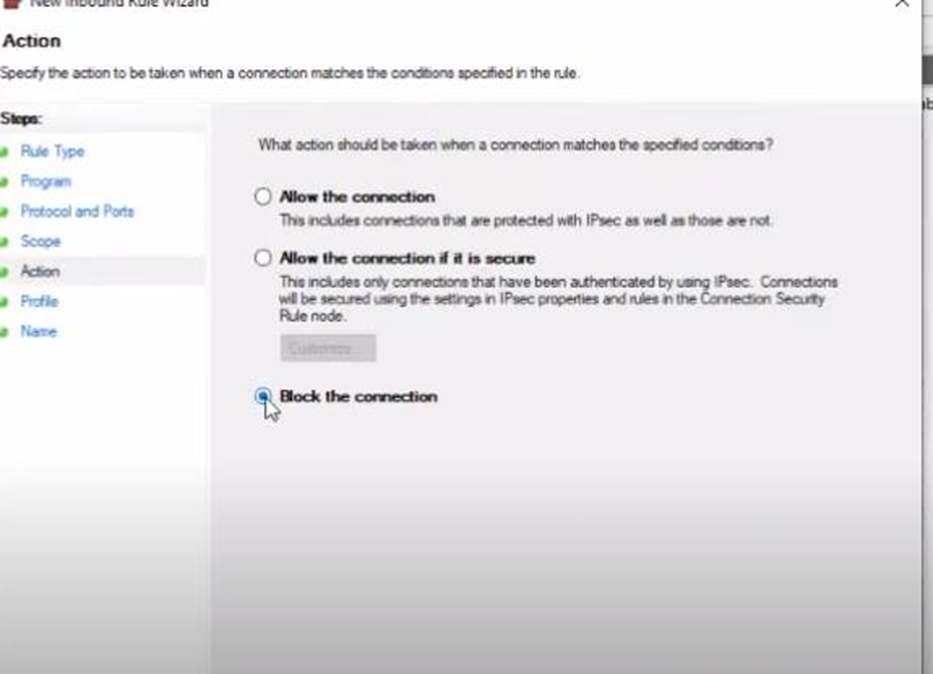 New Inbound Rule Wizard
Action
Specify the action to be taken when a connection matches the conditions specified in the rule.
Steps:
Rule Type
Program
Protocol and Ports
Scope
Action
Profile
Name
What action should be taken when a connection matches the specified conditions?
Allow the connection
This includes connections that are protected with IPsec as well as those are not.
Allow the connection if it is secure
This includes only connections that have been authenticated by using IPsec. Connections
will be secured using the settings in IPsec properties and rules in the Connection Security
Rule node.
Customize...
Block the connection